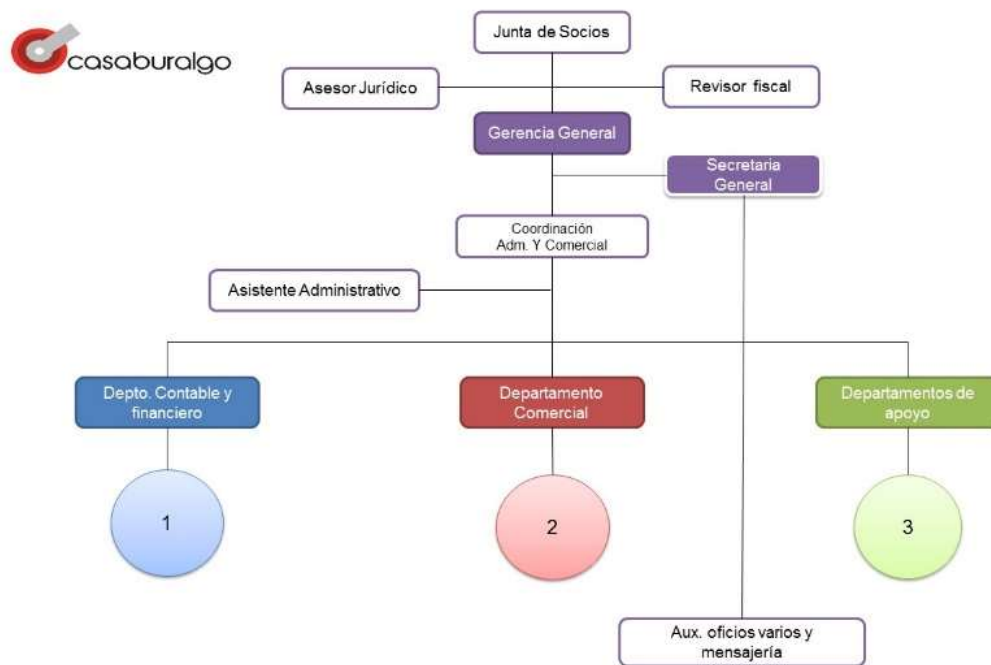 Junta de Socios
casaburalgo
Asesor Jurídico
Revisor fiscal
Gerencia General
Secretaria
General
Coordinación
Adm. Y Comercial
Asistente Administrativo
Depto. Contable y
financiero
Departamento
Comercial
Departamentos de
apoyo
1
2
3
Aux. oficios varios y
mensajería